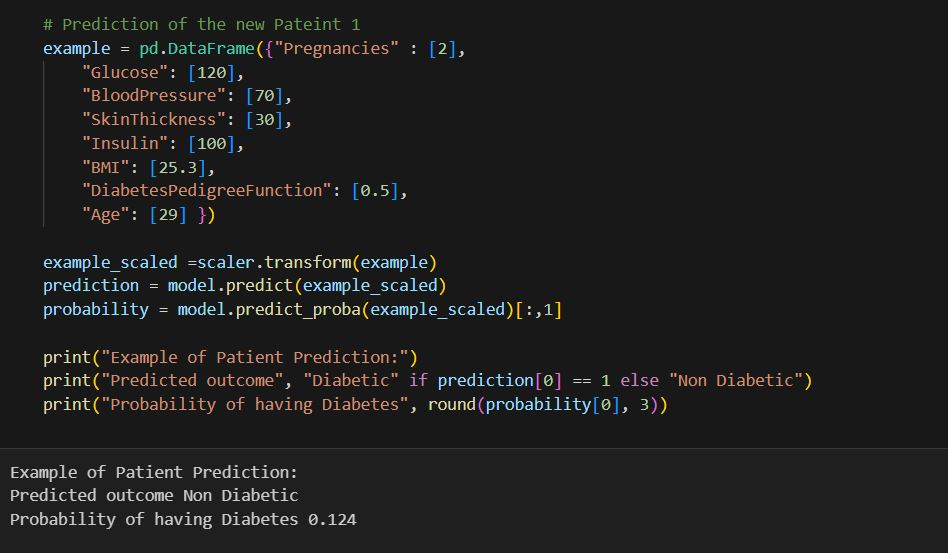 # Prediction of the new Pateint 1
example = pd.DataFrame({"Pregnancies" : [2],
    "Glucose": [120],
    "BloodPressure": [70],
    "SkinThickness": [30],
    "Insulin": [100],
    "BMI": [25.3],
    "DiabetesPedigreeFunction": [0.5],
    "Age": [29] })
example_scaled =scaler.transform(example)
prediction = model.predict(example_scaled)
probability = model.predict_proba(example_scaled)[:,1]
print("Example of Patient Prediction:")
print("Predicted outcome", "Diabetic" if prediction[0] == 1 else "Non Diabetic")
print("Probability of having Diabetes", round(probability[0], 3))
Example of Patient Prediction:
Predicted outcome Non Diabetic
Probability of having Diabetes 0.124